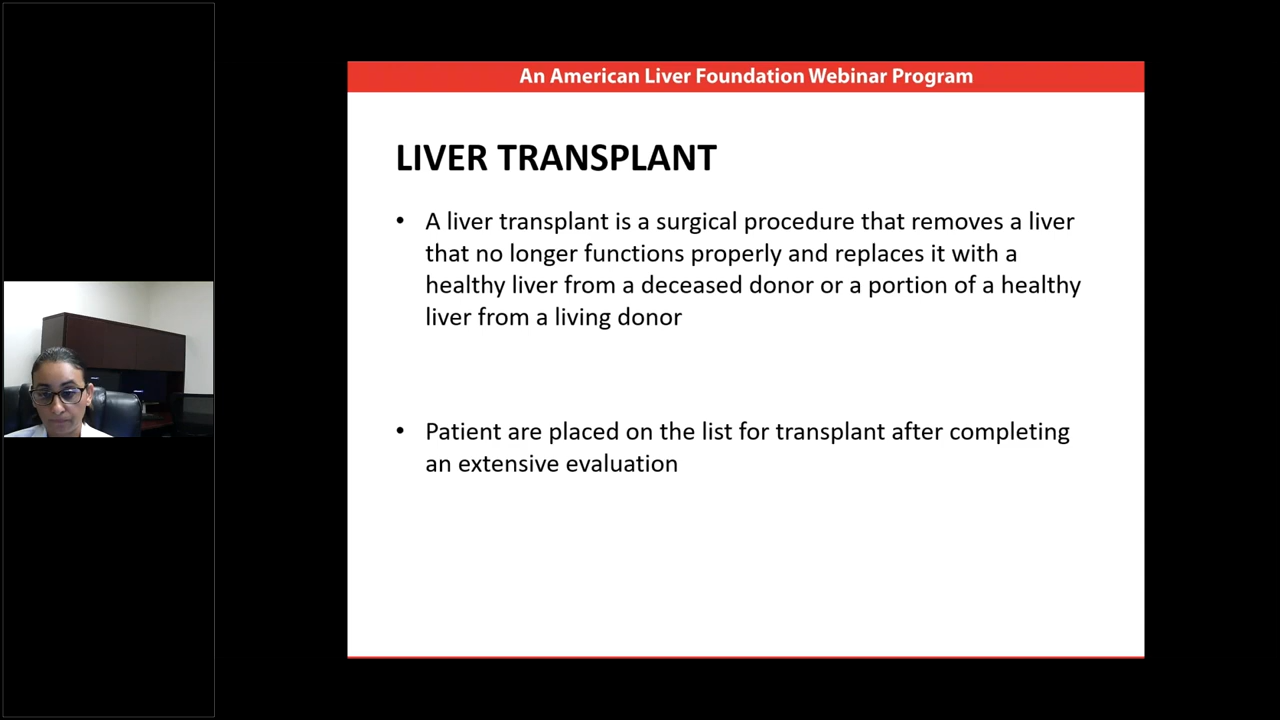 An American Liver Foundation Webinar Program
LIVER TRANSPLANT
• A liver transplant is a surgical procedure that removes a liver
that no longer functions properly and replaces it with a
healthy liver from a deceased donor or a portion of a healthy
liver from a living donor
• Patient are placed on the list for transplant after completing
an extensive evaluation